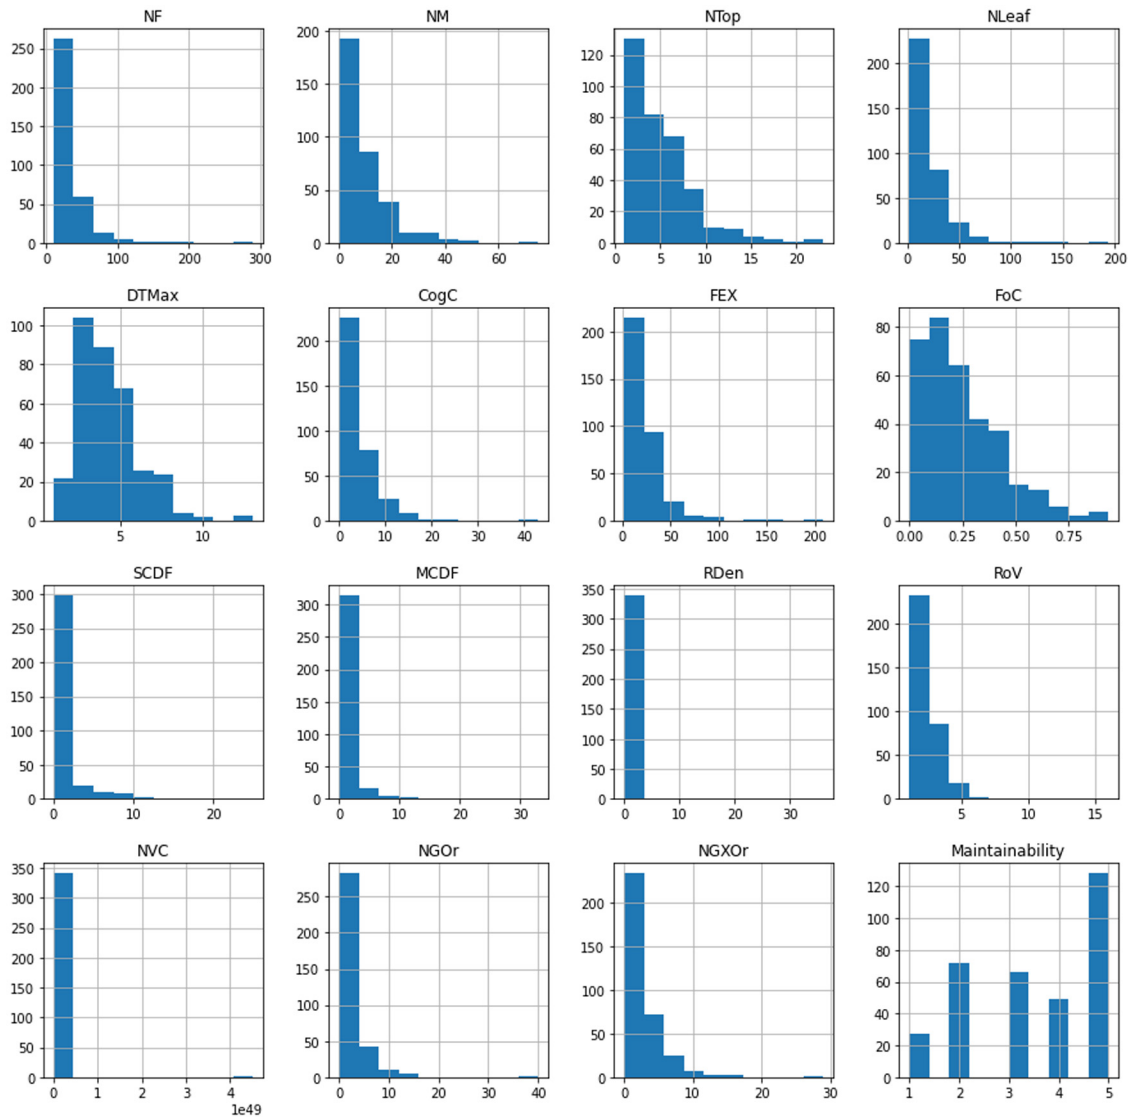 NF NM NTop NLeaf
250 200 150 100 50 0
0 100 200 300
200 150 100 50 0
0 20 40 60
120 100 80 60 40 20 0
0 5 10 15 20
200 150 100 50 0
0 50 100 150 200
DTMax CogC FEX FoC
100 80 60 40 20 0
5 10
200 150 100 50 0
0 10 20 30 40
200 150 100 50 0
0 50 100 150 200
80 60 40 20 0
0.00 0.25 0.50 0.75
SCDF MCDF RDen RoV
300 250 200 150 100 50 0
0 10 20
300 250 200 150 100 50 0
0 10 20 30
350 300 250 200 150 100 50 0
0 10 20 30
200 150 100 50 0
5 10 15
NVC NGOr NGXOr Maintainability
350 300 250 200 150 100 50 0
0 1 2 3 4
1e49
250 200 150 100 50 0
0 10 20 30 40
200 150 100 50 0
0 10 20 30
120 100 80 60 40 20 0
1 2 3 4 5